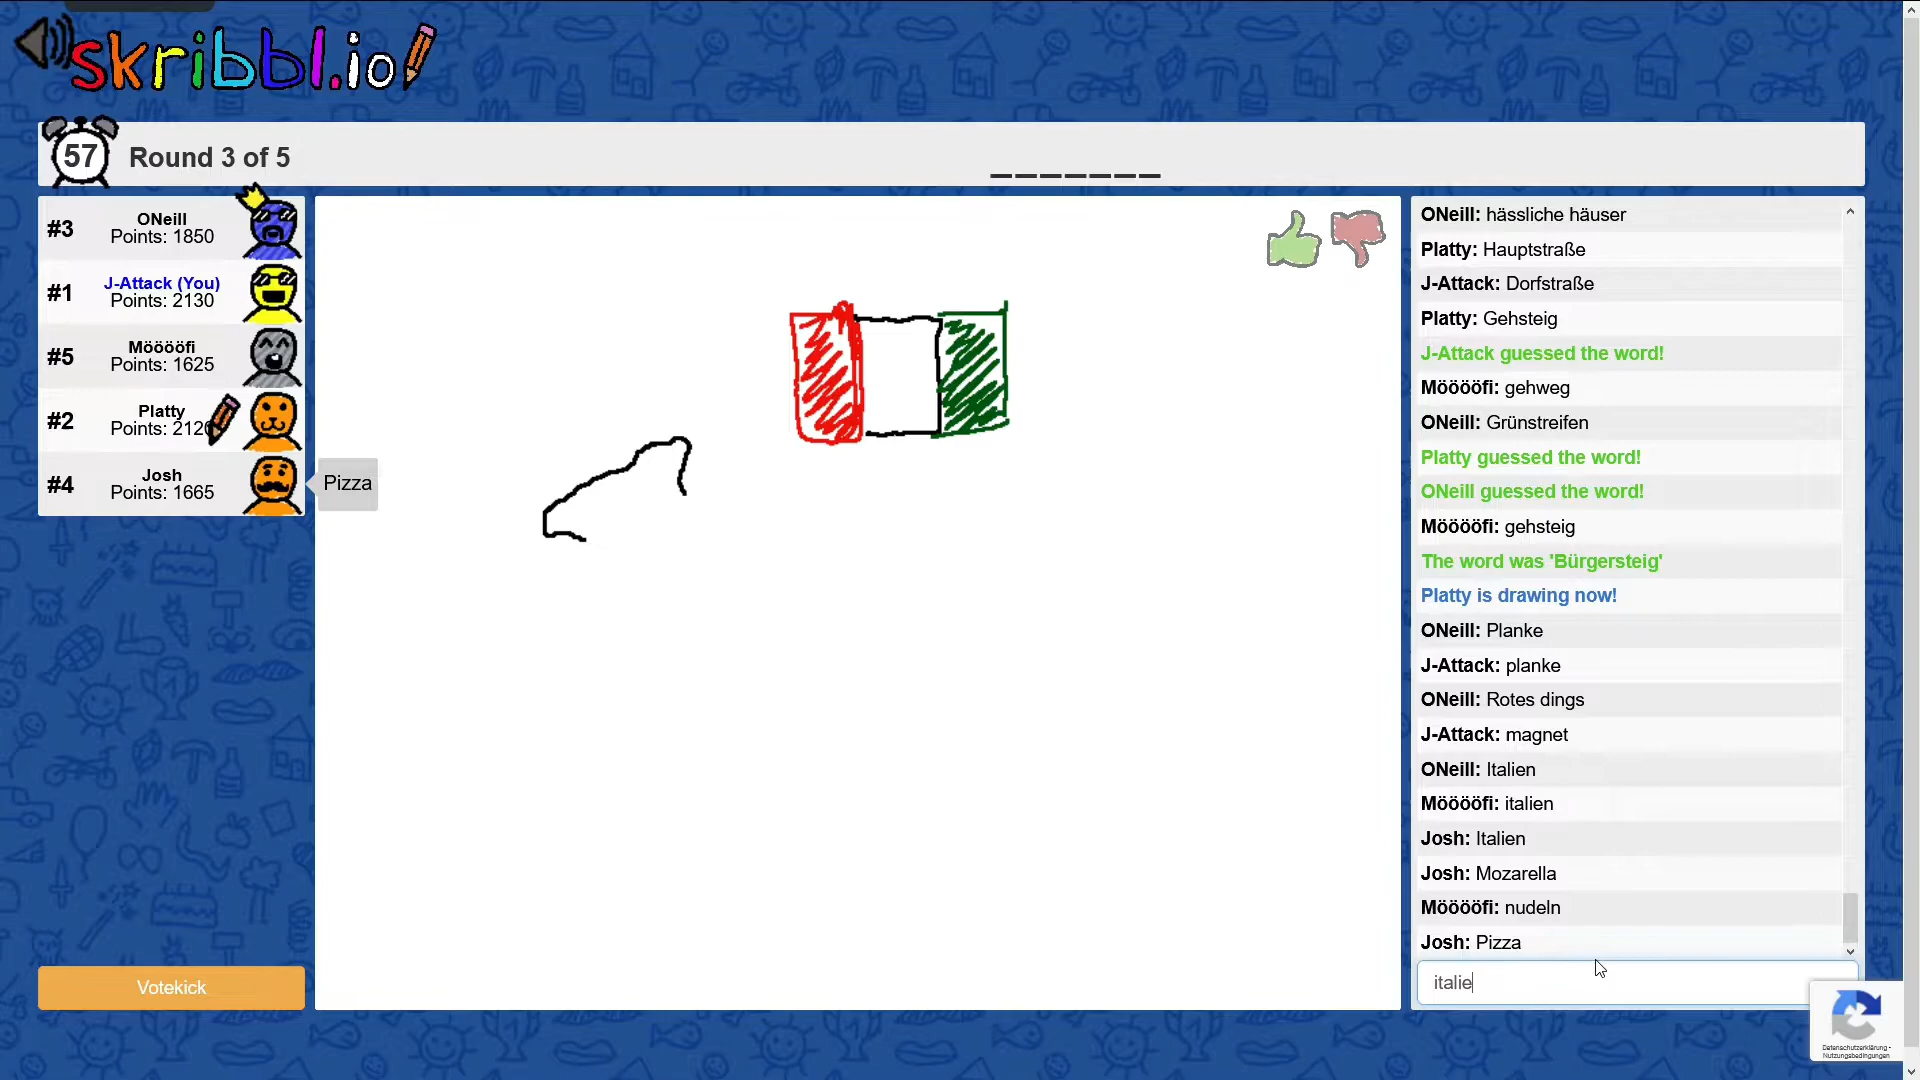 skribbl.io
57
Round 3 of 5
_______
#3
ONeill
Points: 1850
#1
J-Attack (You)
Points: 2130
#5
Mööööfi
Points: 1625
#2
Platty
Points: 2120
#4
Josh
Points: 1665
Pizza
Votekick
ONeill: hässliche häuser
Platty: Hauptstraße
J-Attack: Dorfstraße
Platty: Gehsteig
J-Attack guessed the word!
Mööööfi: gehweg
ONeill: Grünstreifen
Platty guessed the word!
ONeill guessed the word!
Mööööfi: gehsteig
The word was 'Bürgersteig'
Platty is drawing now!
ONeill: Planke
J-Attack: planke
ONeill: Rotes dings
J-Attack: magnet
ONeill: Italien
Mööööfi: italien
Josh: Italien
Josh: Mozarella
Mööööfi: nudeln
Josh: Pizza
italie
Datenschutzerklärung -
Nutzungsbedingungen